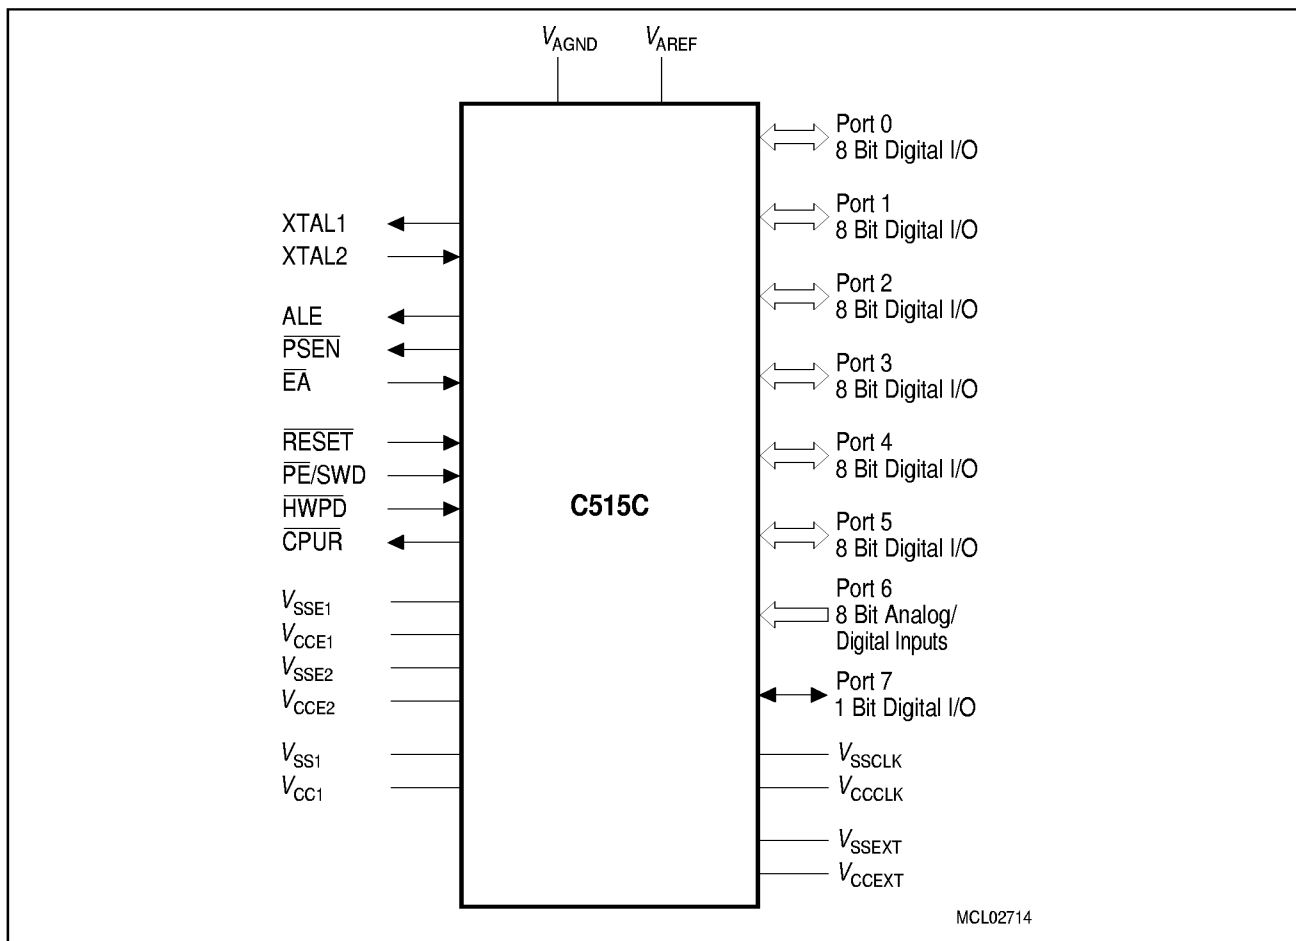 VAGND VAREF
Port 0
8 Bit Digital I/O
Port 1
8 Bit Digital I/O
XTAL1
XTAL2
Port 2
8 Bit Digital I/O
ALE
PSEN
EA
Port 3
8 Bit Digital I/O
RESET
PE/SWD
HWPD
CPUR
Port 4
8 Bit Digital I/O
C515C
Port 5
8 Bit Digital I/O
Port 6
8 Bit Analog/
Digital Inputs
VSSE1
VCCE1
VSSE2
VCCE2
Port 7
1 Bit Digital I/O
VSS1
VCC1
VSSCLK
VCCCLK
VSSEXT
VCCEXT
MCL02714